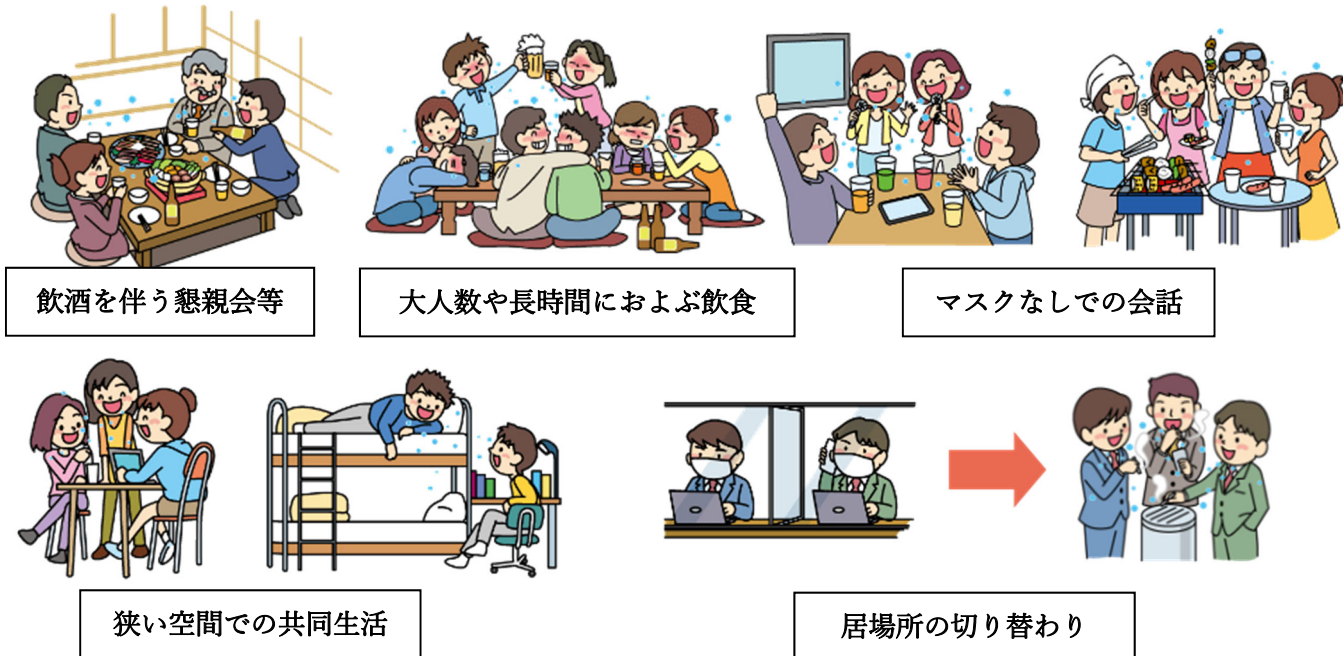 飲酒を伴う懇親会等
大人数や長時間におよぶ飲食
マスクなしでの会話
狭い空間での共同生活
居場所の切り替わり